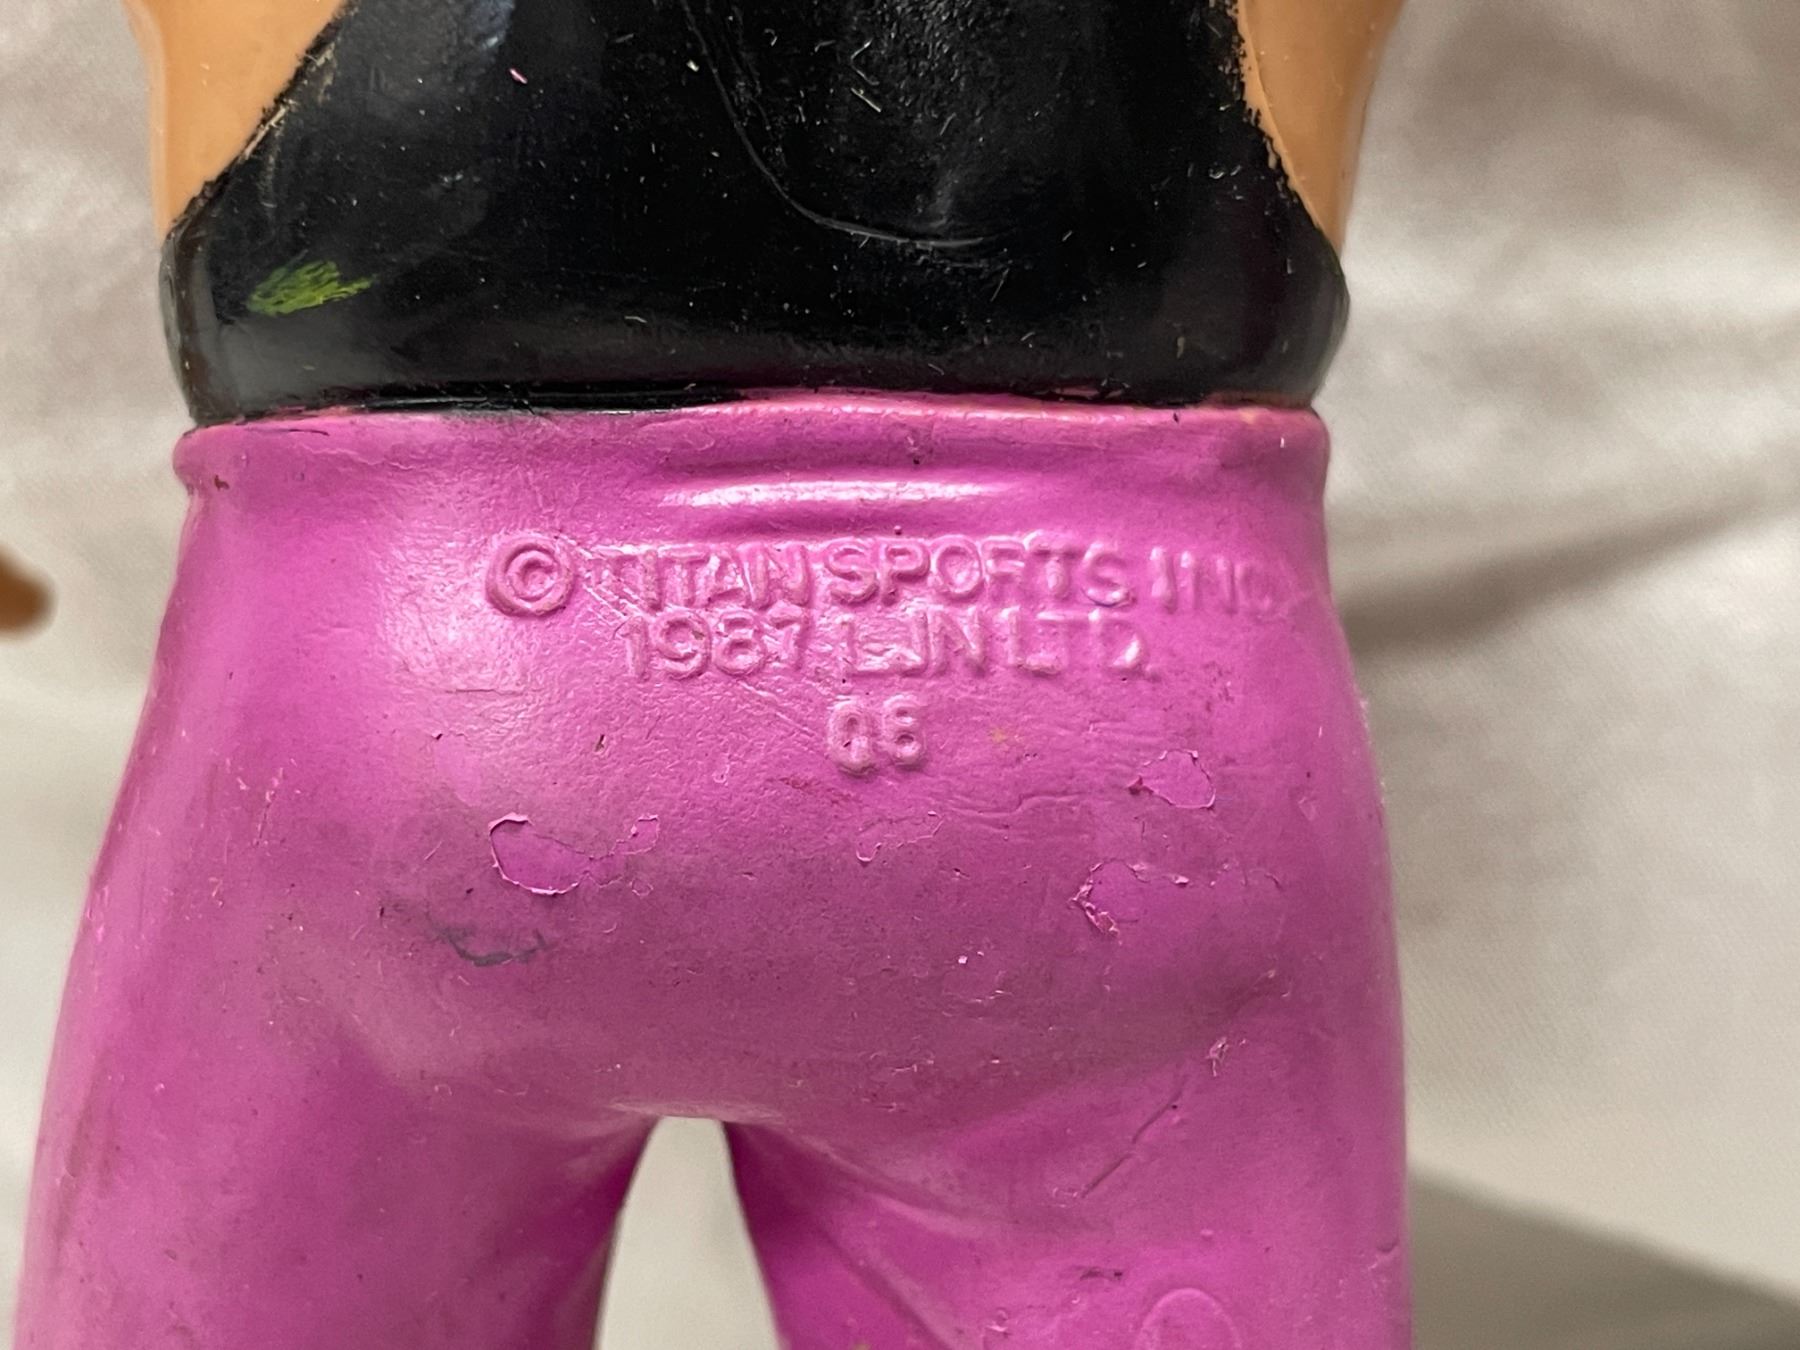 © TITAN SPORTS INC
1987 LJN LTD.
06